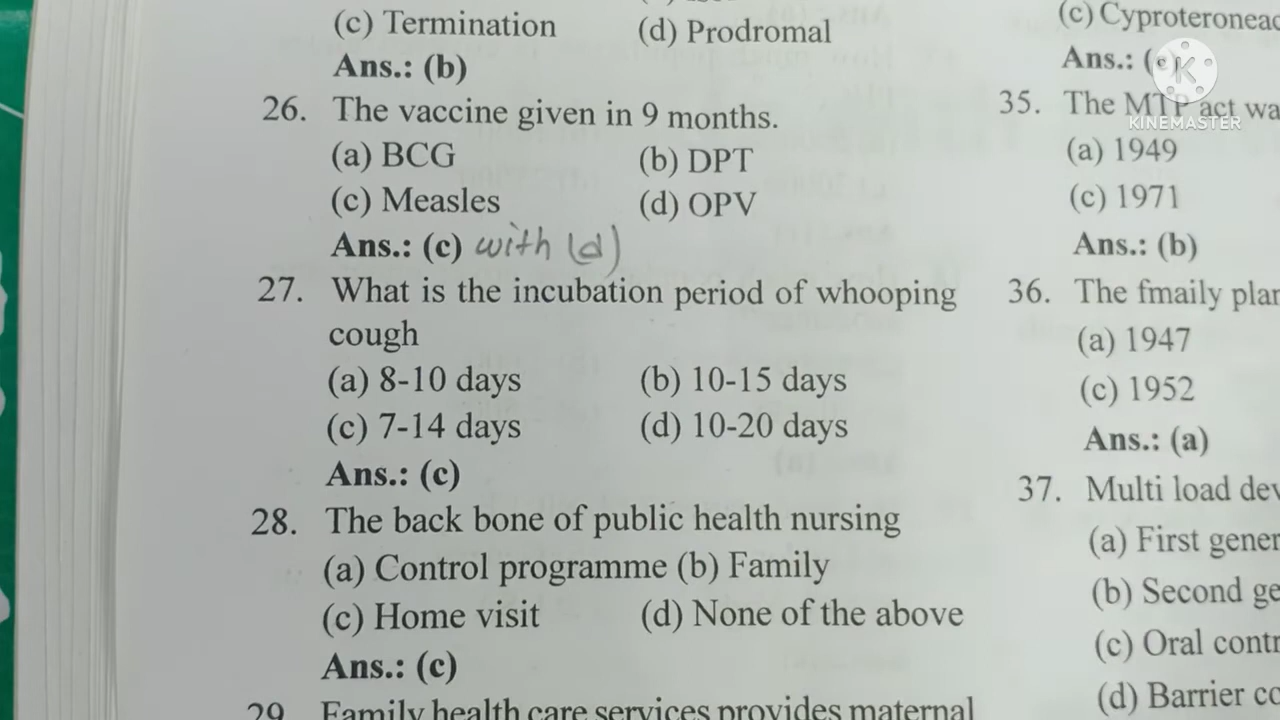 (c) Termination (d) Prodromal
Ans.: (b)
26. The vaccine given in 9 months.
(a) BCG (b) DPT
(c) Measles (d) OPV
Ans.: (c) with (d)
27. What is the incubation period of whooping
cough
(a) 8-10 days (b) 10-15 days
(c) 7-14 days (d) 10-20 days
Ans.: (c)
28. The back bone of public health nursing
(a) Control programme (b) Family
(c) Home visit (d) None of the above
Ans.: (c)
29. Family health care services provides maternal
(c) Cyproteroneac
Ans.:
35. The MTP act wa
(a) 1949
(c) 1971
Ans.: (b)
36. The fmaily plan
(a) 1947
(c) 1952
Ans.: (a)
37. Multi load dev
(a) First gener
(b) Second ge
(c) Oral contr
(d) Barrier co
K
KINEMASTER